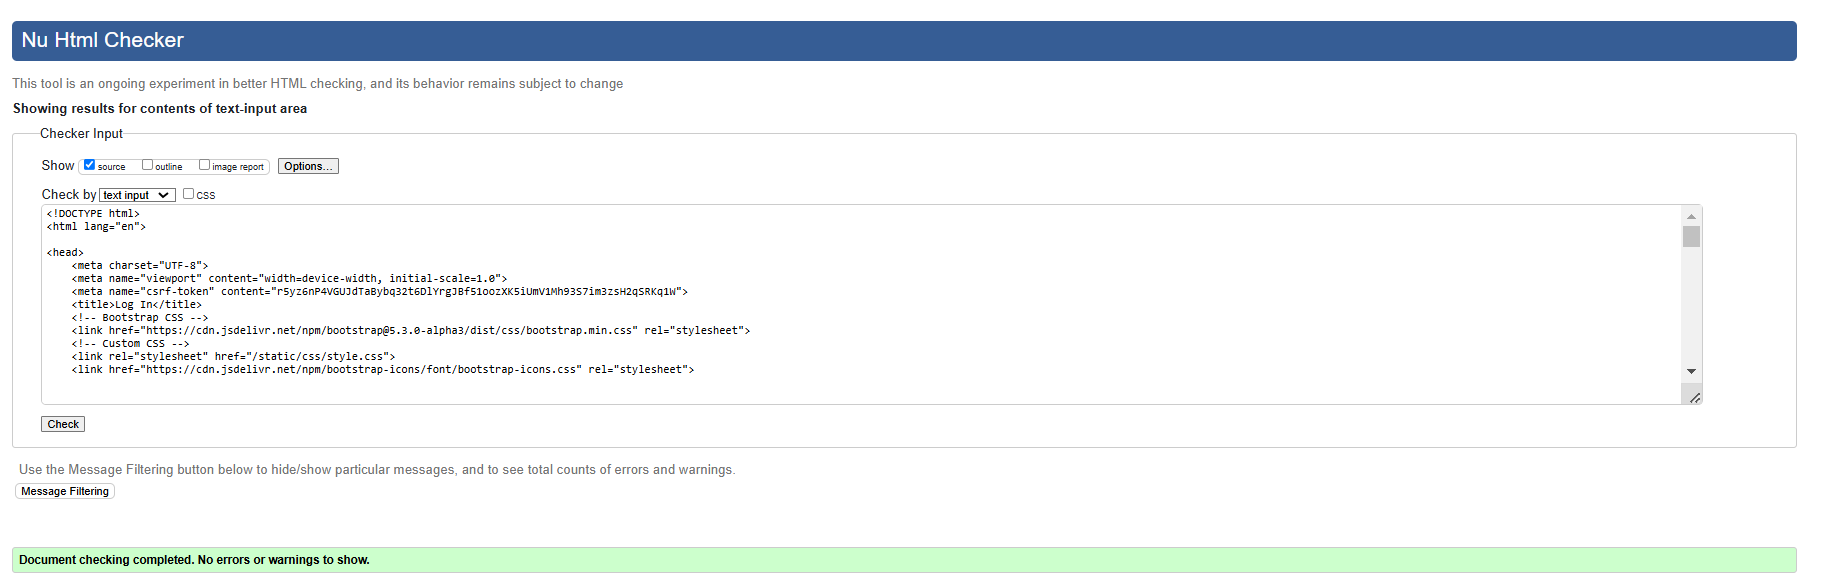 Nu Html Checker
This tool is an ongoing experiment in better HTML checking, and its behavior remains subject to change
Showing results for contents of text-input area
Checker Input
Show source outline image report Options...
Check by text input CSS
<!DOCTYPE html>
<html lang="en">
<head>
<meta charset="UTF-8">
<meta name="viewport" content="width=device-width, initial-scale=1.0">
<meta name="csrf-token" content="r5yz6nP4VGUJdTaBybq32t6DlYrgJBf51oozXK5iUmV1Mh93S7im3zsH2qSRKq1W">
<title>Log In</title>
<!-- Bootstrap CSS -->
<link href="https://cdn.jsdelivr.net/npm/bootstrap@5.3.0-alpha3/dist/css/bootstrap.min.css" rel="stylesheet">
<!-- Custom CSS -->
<link rel="stylesheet" href="/static/css/style.css">
<link href="https://cdn.jsdelivr.net/npm/bootstrap-icons/font/bootstrap-icons.css" rel="stylesheet">
Check
Use the Message Filtering button below to hide/show particular messages, and to see total counts of errors and warnings.
Message Filtering
Document checking completed. No errors or warnings to show.